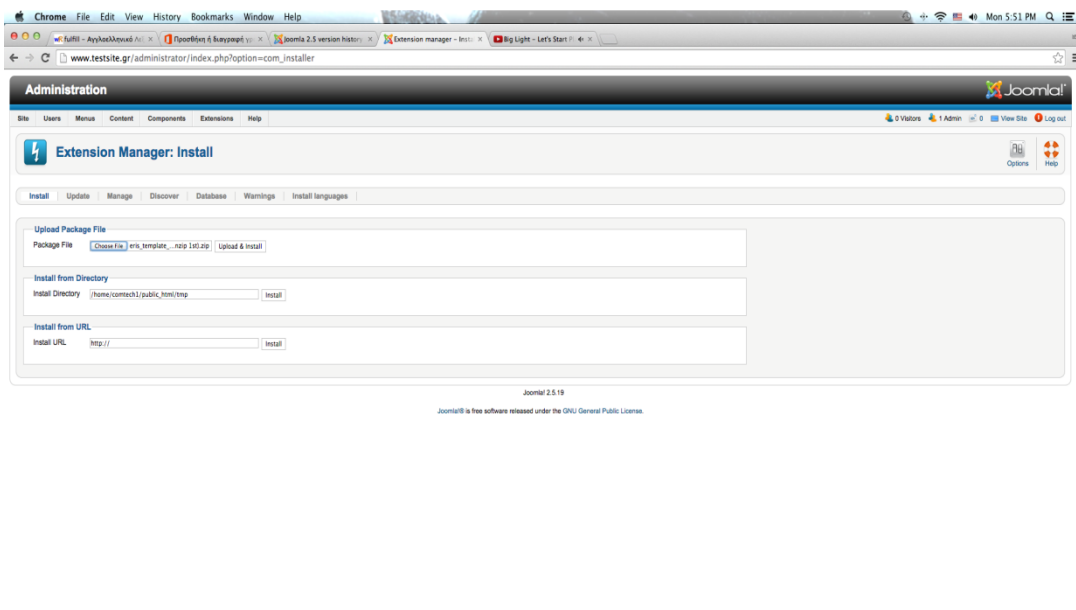 Chrome File Edit View History Bookmarks Window Help Mon 5:51 PM
fulfill – Αγγλοελληνικό Λεξ
Προσθήκη ή διαγραφή γρ
Joomla 2.5 version history
Extension manager – Insta
Big Light – Let's Start
www.testsite.gr/administrator/index.php?option=com_installer
Administration Joomla!
Site Users Menus Content Components Extensions Help 0 Visitors 1 Admin 0 View Site Log out
Extension Manager: Install Options Help
Install Update Manage Discover Database Warnings Install languages
Upload Package File
Package File Choose File eris_template_...nzip 1st).zip Upload & Install
Install from Directory
Install Directory /home/comtech1/public_html/tmp Install
Install from URL
Install URL http:// Install
Joomla! 2.5.19
Joomla!® is free software released under the GNU General Public License.